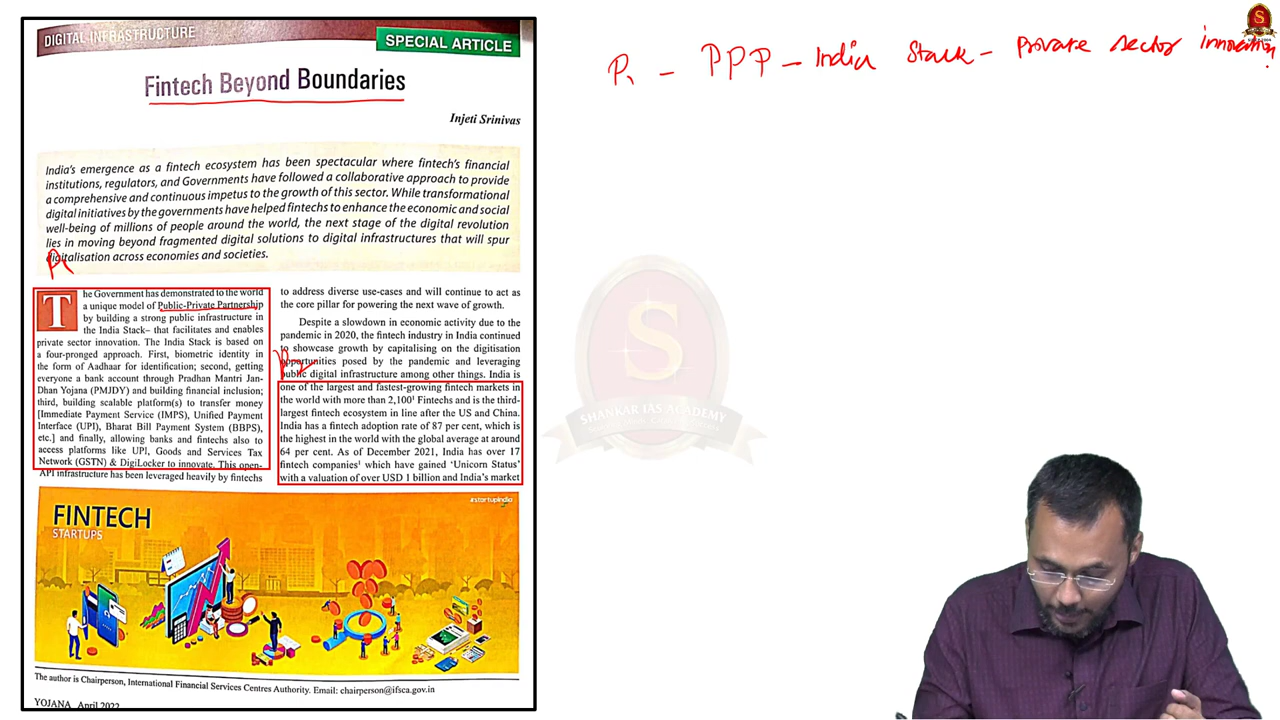 DIGITAL INFRASTRUCTURE
SPECIAL ARTICLE
Fintech Beyond Boundaries
Injeti Srinivas
India's emergence as a fintech ecosystem has been spectacular where fintech's financial
institutions, regulators, and Governments have followed a collaborative approach to provide
a comprehensive and continuous impetus to the growth of this sector. While transformational
digital initiatives by the governments have helped fintechs to enhance the economic and social
well-being of millions of people around the world, the next stage of the digital revolution
lies in moving beyond fragmented digital solutions to digital infrastructures that will spur
digitalisation across economies and societies.
P1
The Government has demonstrated to the world
a unique model of Public-Private Partnership
by building a strong public infrastructure in
the India Stack– that facilitates and enables
private sector innovation. The India Stack is based on
a four-pronged approach. First, biometric identity in
the form of Aadhaar for identification; second, getting
everyone a bank account through Pradhan Mantri Jan-
Dhan Yojana (PMJDY) and building financial inclusion;
third, building scalable platform(s) to transfer money
[Immediate Payment Service (IMPS), Unified Payment
Interface (UPI), Bharat Bill Payment System (BBPS),
etc.] and finally, allowing banks and fintechs also to
access platforms like UPI, Goods and Services Tax
Network (GSTN) & DigiLocker to innovate. This open-
API infrastructure has been leveraged heavily by fintechs
to address diverse use-cases and will continue to act as
the core pillar for powering the next wave of growth.
Despite a slowdown in economic activity due to the
pandemic in 2020, the fintech industry in India continued
to showcase growth by capitalising on the digitisation
opportunities posed by the pandemic and leveraging
public digital infrastructure among other things. India is
P2
one of the largest and fastest-growing fintech markets in
the world with more than 2,100¹ Fintechs and is the third-
largest fintech ecosystem in line after the US and China.
India has a fintech adoption rate of 87 per cent, which is
the highest in the world with the global average at around
64 per cent. As of December 2021, India has over 17
fintech companies¹ which have gained 'Unicorn Status'
with a valuation of over USD 1 billion and India's market
#startupindia
FINTECH
STARTUPS
The author is Chairperson, International Financial Services Centres Authority. Email: chairperson@ifsca.gov.in
YOJANA April 2022
P1 – PPP – India Stack – Private sector innovation
S
SHANKAR IAS ACADEMY